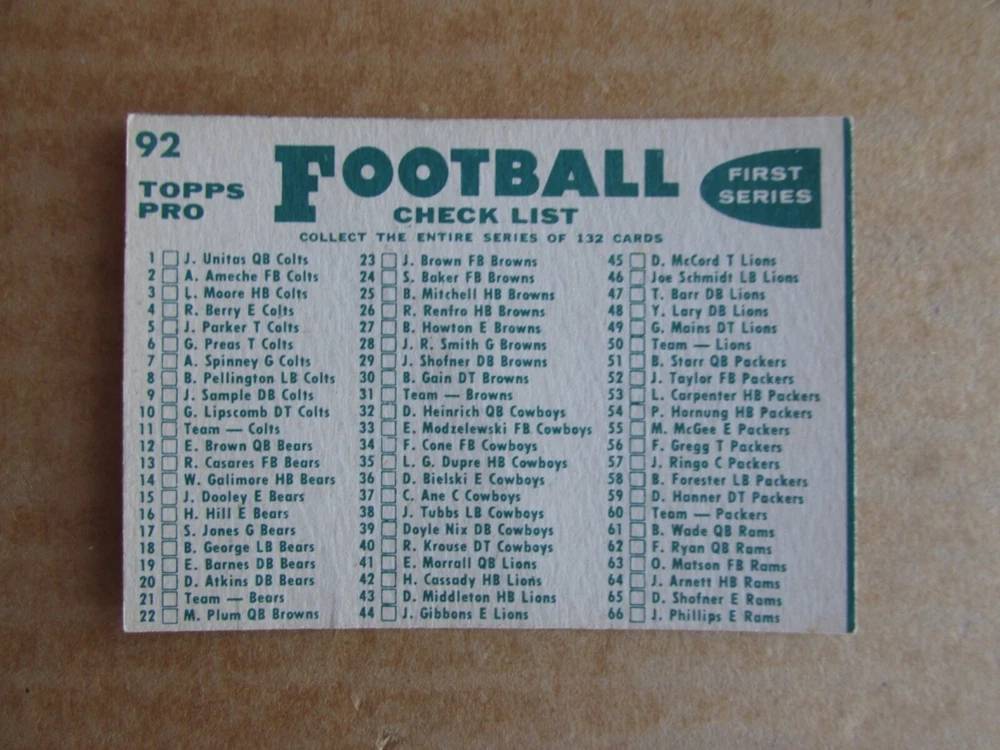 92
TOPPS
PRO
FOOTBALL
CHECK LIST
FIRST
SERIES
COLLECT THE ENTIRE SERIES OF 132 CARDS
1 J. Unitas QB Colts
2 A. Ameche FB Colts
3 L. Moore HB Colts
4 R. Berry E Colts
5 J. Parker T Colts
6 G. Preas T Colts
7 A. Spinney G Colts
8 B. Pellington LB Colts
9 J. Sample DB Colts
10 G. Lipscomb DT Colts
11 Team — Colts
12 E. Brown QB Bears
13 R. Casares FB Bears
14 W. Galimore HB Bears
15 J. Dooley E Bears
16 H. Hill E Bears
17 S. Jones G Bears
18 B. George LB Bears
19 E. Barnes DB Bears
20 D. Atkins DB Bears
21 Team — Bears
22 M. Plum QB Browns
23 J. Brown FB Browns
24 S. Baker FB Browns
25 B. Mitchell HB Browns
26 R. Renfro HB Browns
27 B. Howton E Browns
28 J. R. Smith G Browns
29 J. Shofner DB Browns
30 B. Gain DT Browns
31 Team — Browns
32 D. Heinrich QB Cowboys
33 E. Modzelewski FB Cowboys
34 F. Cone FB Cowboys
35 L. G. Dupre HB Cowboys
36 D. Bielski E Cowboys
37 C. Ane C Cowboys
38 J. Tubbs LB Cowboys
39 Doyle Nix DB Cowboys
40 R. Krouse DT Cowboys
41 E. Morrall QB Lions
42 H. Cassady HB Lions
43 D. Middleton HB Lions
44 J. Gibbons E Lions
45 D. McCord T Lions
46 Joe Schmidt LB Lions
47 T. Barr DB Lions
48 Y. Lary DB Lions
49 G. Mains DT Lions
50 Team — Lions
51 B. Starr QB Packers
52 J. Taylor FB Packers
53 L. Carpenter HB Packers
54 P. Hornung HB Packers
55 M. McGee E Packers
56 F. Gregg T Packers
57 J. Ringo C Packers
58 B. Forester LB Packers
59 D. Hanner DT Packers
60 Team — Packers
61 B. Wade QB Rams
62 F. Ryan QB Rams
63 O. Matson FB Rams
64 J. Arnett HB Rams
65 D. Shofner E Rams
66 J. Phillips E Rams